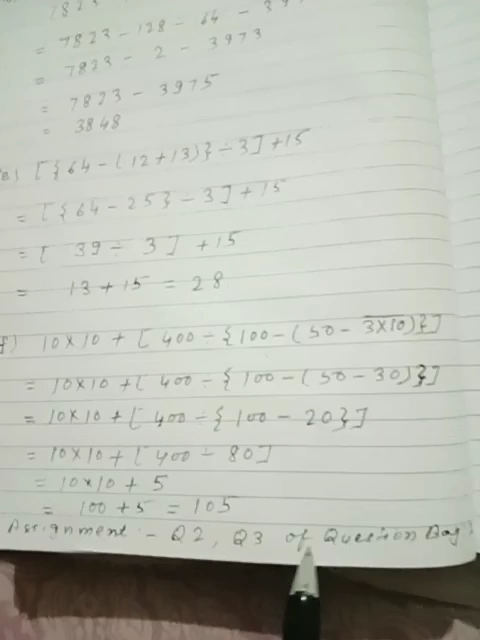 7823
= 7823 - 128 ÷ 64 - 397
= 7823 - 2 - 3973
= 7823 - 3975
= 3848
e) [{64 - (12 + 13)} ÷ 3] + 15
= [{64 - 25} ÷ 3] + 15
= [ 39 ÷ 3 ] + 15
= 13 + 15 = 28
f) 10 × 10 + [ 400 ÷ {100 - (50 - 3×10)}]
= 10 × 10 + [ 400 ÷ { 100 - (50 - 30)}]
= 10 × 10 + [ 400 ÷ { 100 - 20}]
= 10 × 10 + [ 400 ÷ 80]
= 10 × 10 + 5
= 100 + 5 = 105
Assignment - Q2, Q3 of Question Bag